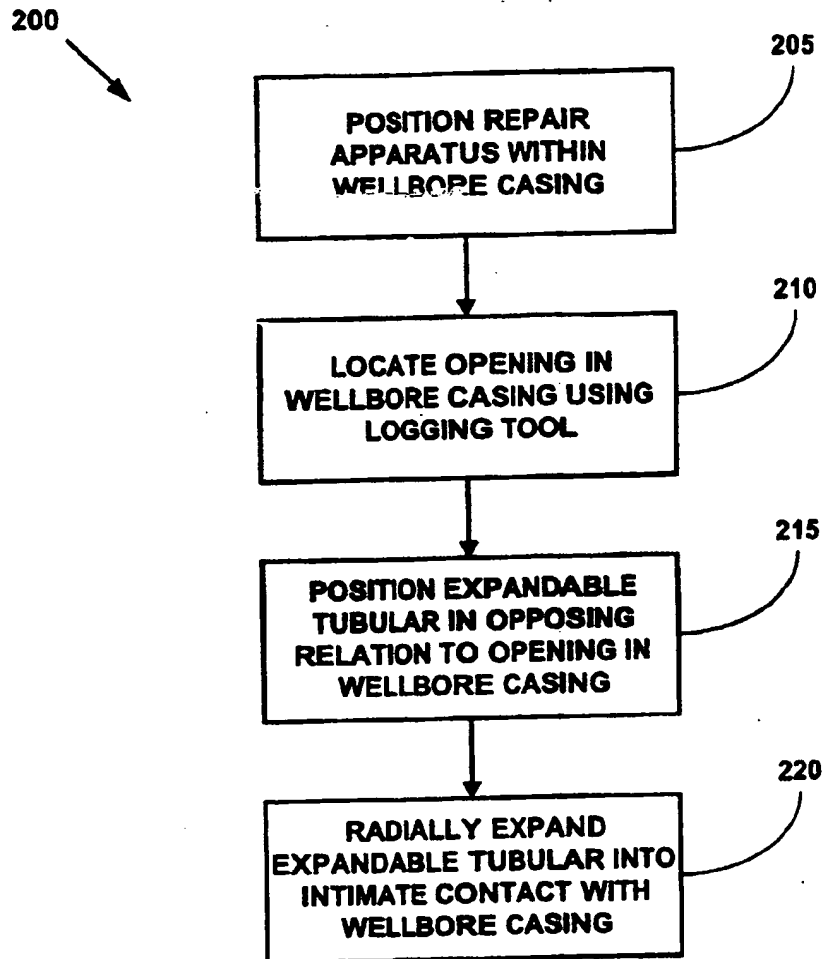 200
205
POSITION REPAIR
APPARATUS WITHIN
WELLBORE CASING
210
LOCATE OPENING IN
WELLBORE CASING USING
LOGGING TOOL
215
POSITION EXPANDABLE
TUBULAR IN OPPOSING
RELATION TO OPENING IN
WELLBORE CASING
220
RADIALLY EXPAND
EXPANDABLE TUBULAR INTO
INTIMATE CONTACT WITH
WELLBORE CASING